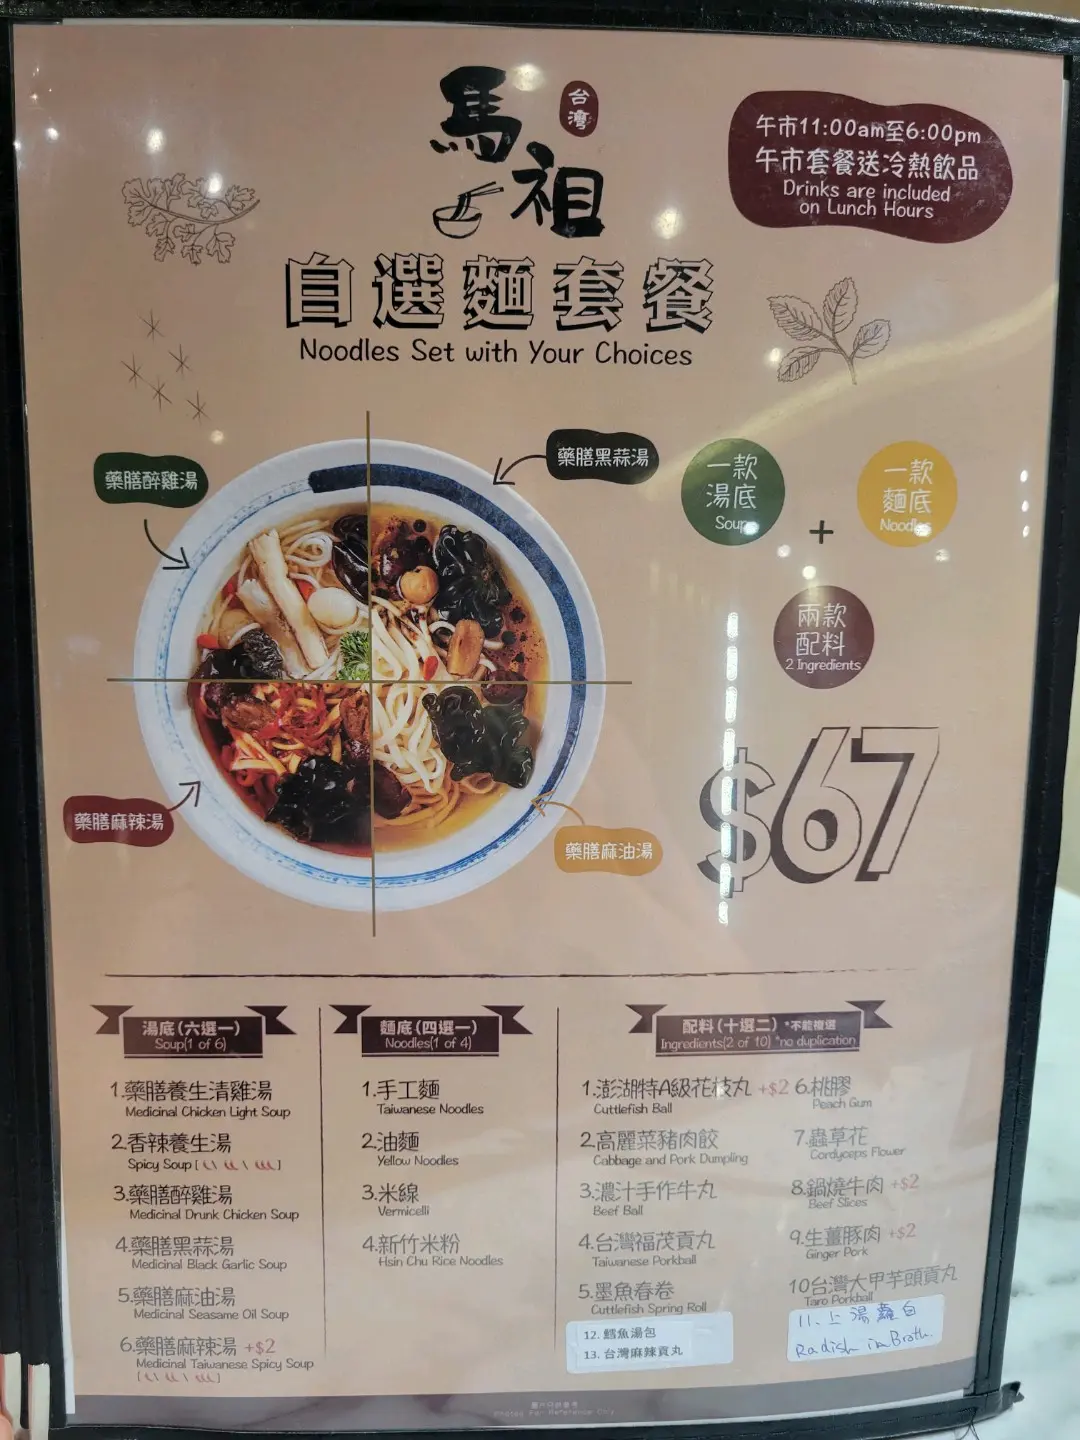 台灣
馬祖
午市11:00am至6:00pm
午市套餐送冷熱飲品
Drinks are included
on Lunch Hours
自選麵套餐
Noodles Set with Your Choices
藥膳醉雞湯
藥膳黑蒜湯
藥膳麻辣湯
藥膳麻油湯
一款
湯底
Soup
+
一款
麵底
Noodles
兩款
配料
2 Ingredients
$67
湯底(六選一)
Soup(1 of 6)
1.藥膳養生清雞湯
Medicinal Chicken Light Soup
2.香辣養生湯
Spicy Soup
3.藥膳醉雞湯
Medicinal Drunk Chicken Soup
4.藥膳黑蒜湯
Medicinal Black Garlic Soup
5.藥膳麻油湯
Medicinal Seasame Oil Soup
6.藥膳麻辣湯 +$2
Medicinal Taiwanese Spicy Soup
麵底(四選一)
Noodles(1 of 4)
1.手工麵
Taiwanese Noodles
2.油麵
Yellow Noodles
3.米線
Vermicelli
4.新竹米粉
Hsin Chu Rice Noodles
配料(十選二) *不能複選
Ingredients(2 of 10) *no duplication
1.澎湖特A級花枝丸 +$2
Cuttlefish Ball
2.高麗菜豬肉餃
Cabbage and Pork Dumpling
3.濃汁手作牛丸
Beef Ball
4.台灣福茂貢丸
Taiwanese Porkball
5.墨魚春卷
Cuttlefish Spring Roll
12. 鱈魚湯包
13. 台灣麻辣貢丸
6.桃膠
Peach Gum
7.蟲草花
Cordyceps Flower
8.鍋燒牛肉 +$2
Beef Slices
9.生薑豚肉 +$2
Ginger Pork
10台灣大甲芋頭貢丸
Taro Porkball
11. 上湯蘿白
Radish in Broth.
圖片只供參考
Photos For Reference Only